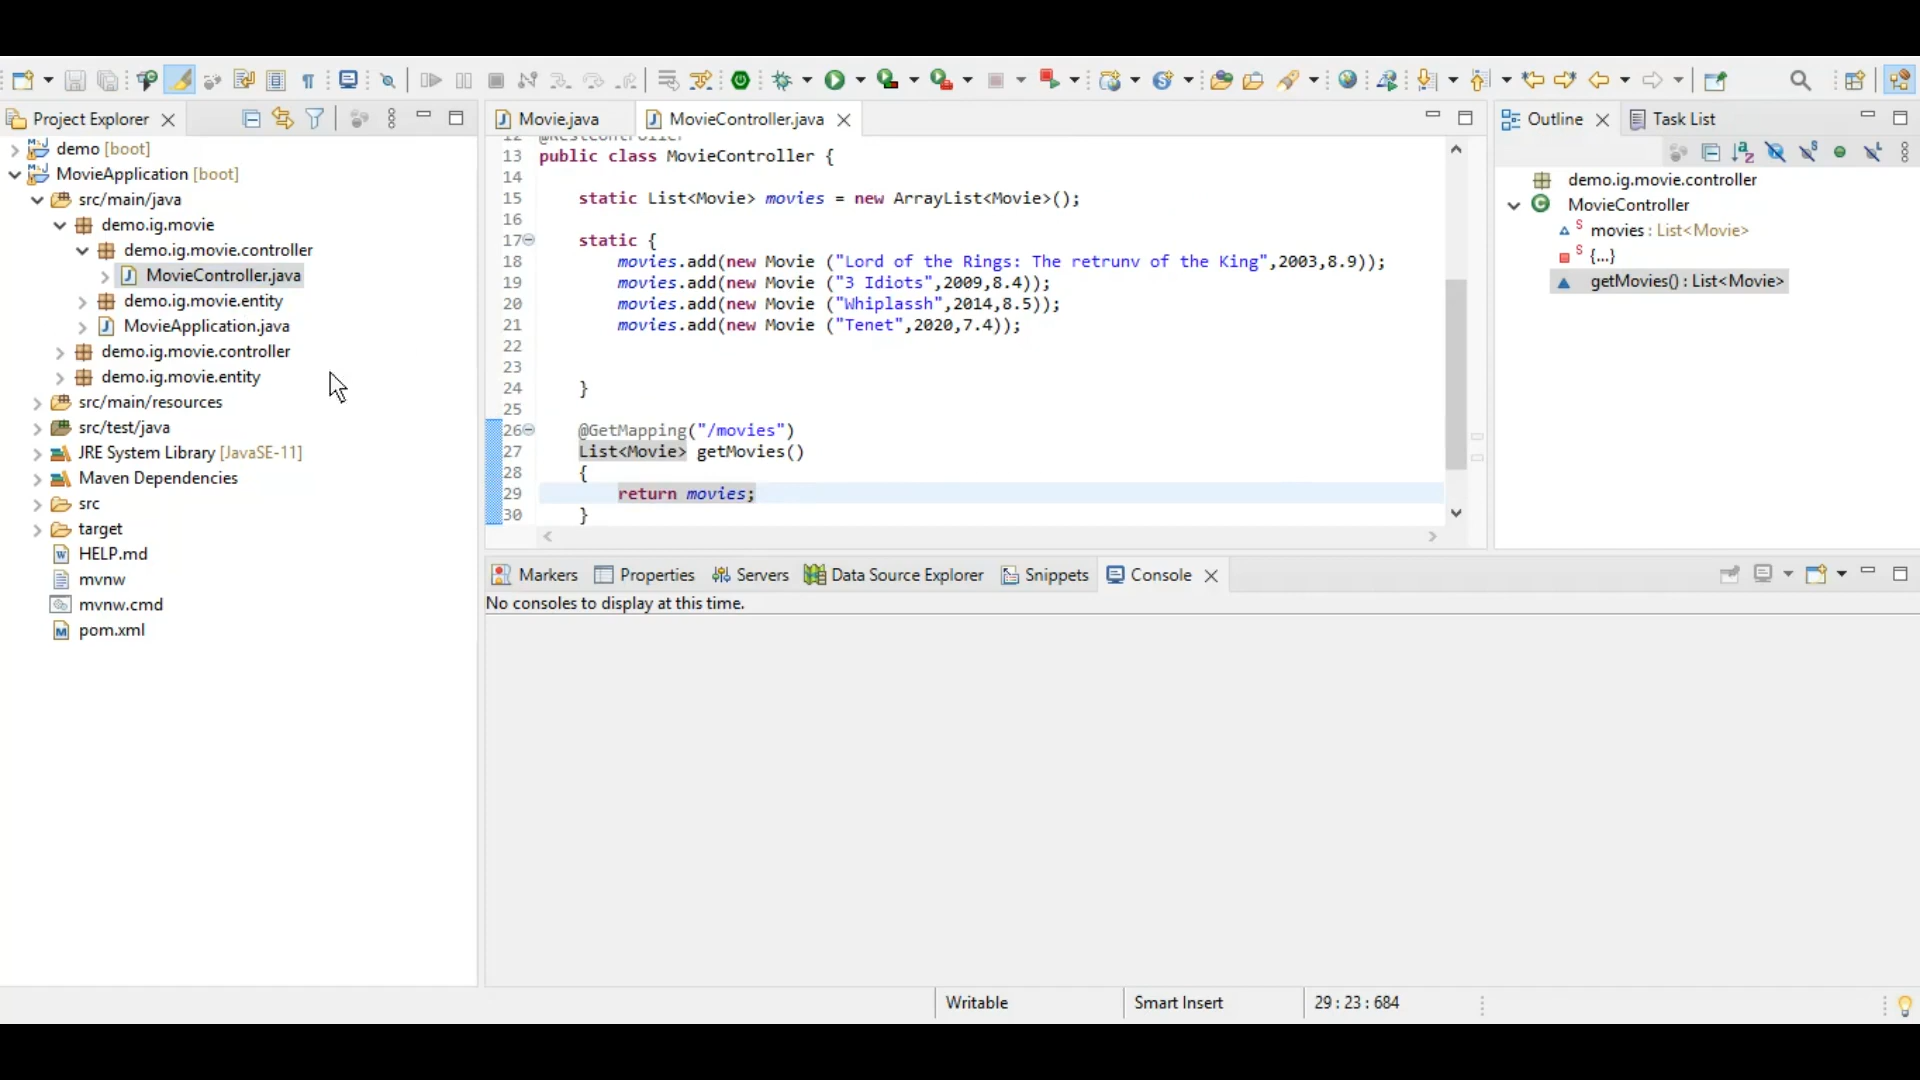 Project Explorer
demo [boot]
MovieApplication [boot]
src/main/java
demo.ig.movie
demo.ig.movie.controller
MovieController.java
demo.ig.movie.entity
MovieApplication.java
demo.ig.movie.controller
demo.ig.movie.entity
src/main/resources
src/test/java
JRE System Library [JavaSE-11]
Maven Dependencies
src
target
HELP.md
mvnw
mvnw.cmd
pom.xml
Movie.java
MovieController.java
12 @RestController
13 public class MovieController {
14
15 static List<Movie> movies = new ArrayList<Movie>();
16
17 static {
18 movies.add(new Movie ("Lord of the Rings: The retrunv of the King",2003,8.9));
19 movies.add(new Movie ("3 Idiots",2009,8.4));
20 movies.add(new Movie ("Whiplassh",2014,8.5));
21 movies.add(new Movie ("Tenet",2020,7.4));
22
23
24 }
25
26 @GetMapping("/movies")
27 List<Movie> getMovies()
28 {
29 return movies;
30 }
Outline
Task List
demo.ig.movie.controller
MovieController
movies : List<Movie>
{...}
getMovies() : List<Movie>
Markers
Properties
Servers
Data Source Explorer
Snippets
Console
No consoles to display at this time.
Writable
Smart Insert
29 : 23 : 684